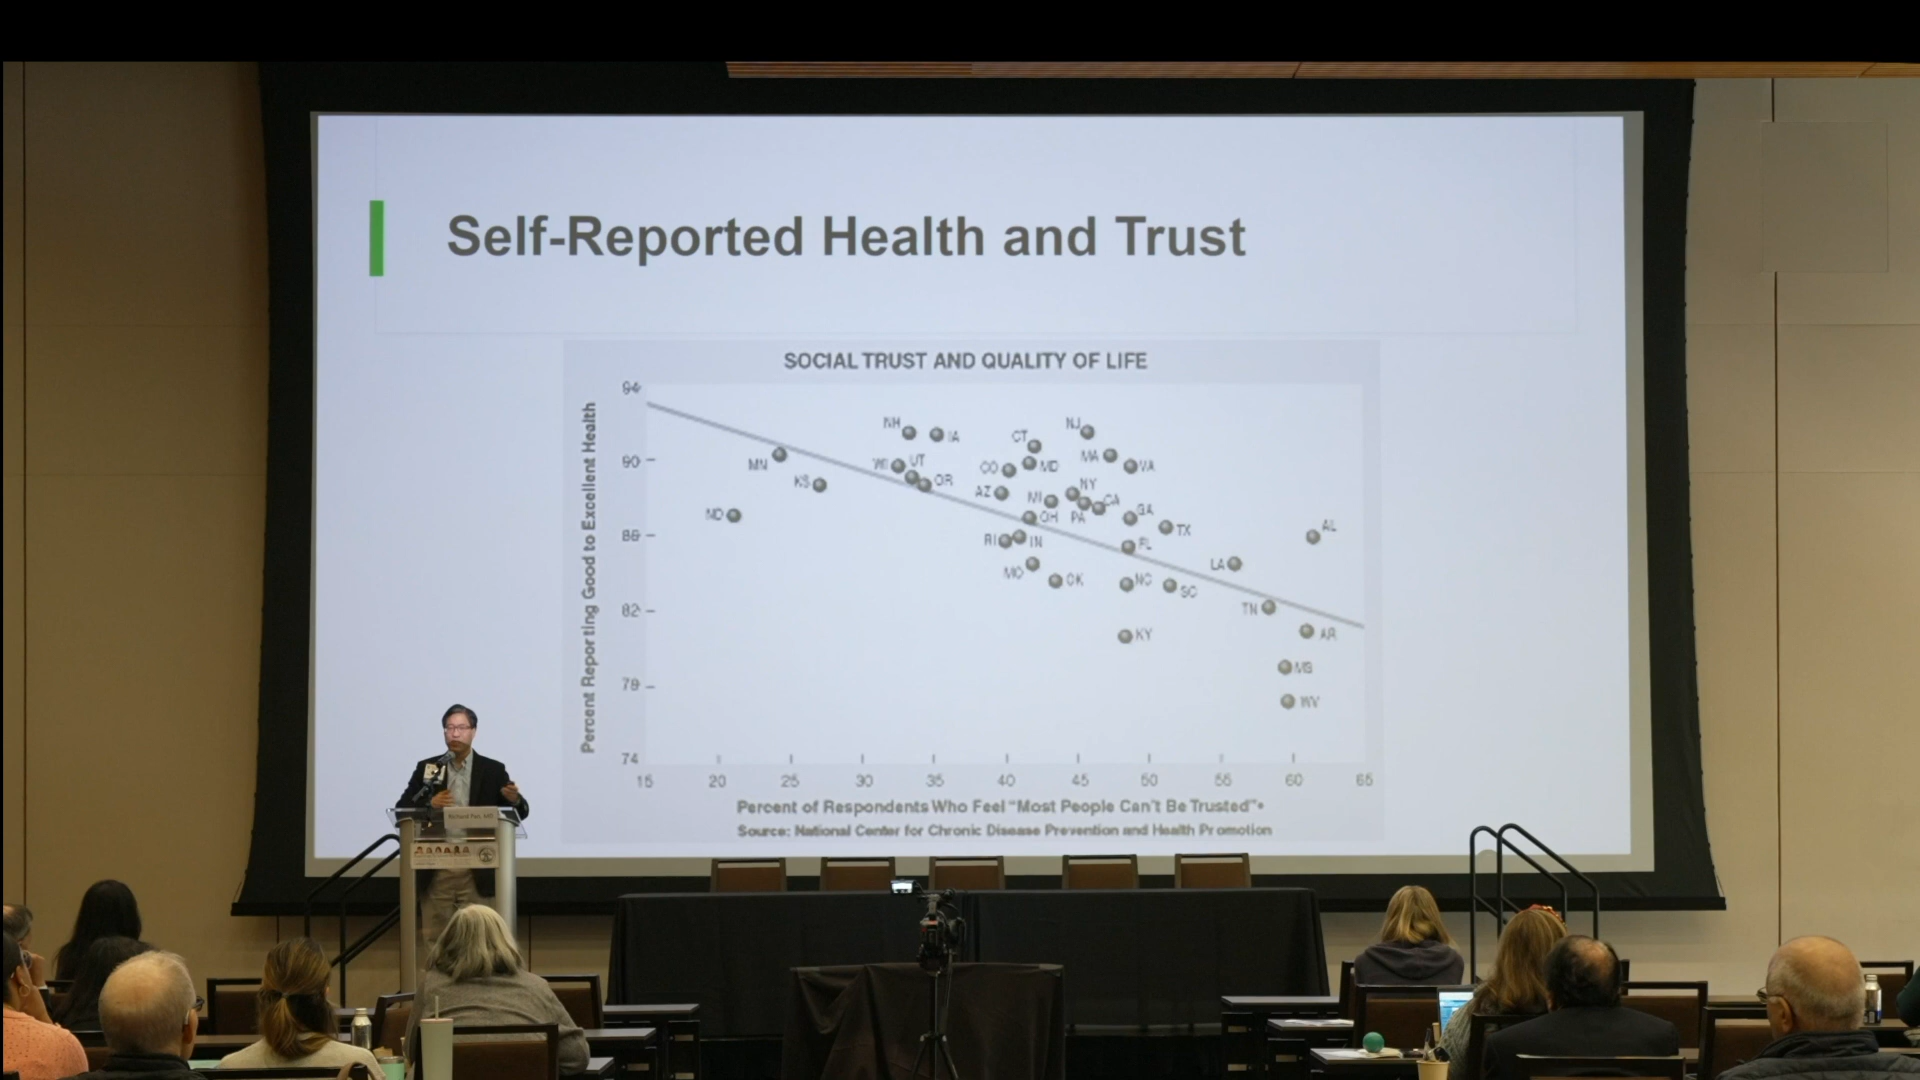 Self-Reported Health and Trust
SOCIAL TRUST AND QUALITY OF LIFE
Percent Reporting Good to Excellent Health
94
90
86
82
78
74
NH
IA
CT
NJ
MN
WI
UT
CO
MD
MA
VA
KS
OR
AZ
MI
NY
CA
ND
OH
PA
GA
TX
AL
RI
IN
FL
MO
OK
NC
SC
LA
TN
KY
AR
MS
WV
15 20 25 30 35 40 45 50 55 60 65
Percent of Respondents Who Feel "Most People Can't Be Trusted"*
Source: National Center for Chronic Disease Prevention and Health Promotion